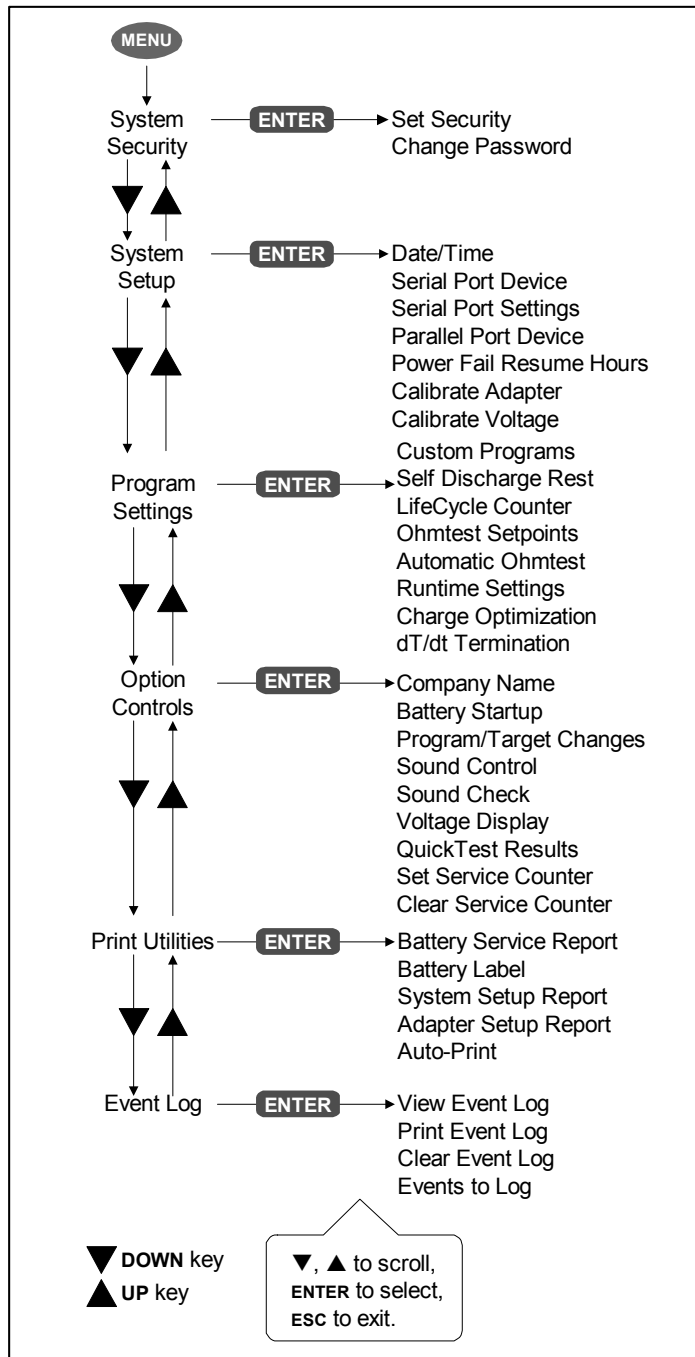 MENU
System
Security
ENTER
Set Security
Change Password
System
Setup
ENTER
Date/Time
Serial Port Device
Serial Port Settings
Parallel Port Device
Power Fail Resume Hours
Calibrate Adapter
Calibrate Voltage
Program
Settings
ENTER
Custom Programs
Self Discharge Rest
LifeCycle Counter
Ohmtest Setpoints
Automatic Ohmtest
Runtime Settings
Charge Optimization
dT/dt Termination
Option
Controls
ENTER
Company Name
Battery Startup
Program/Target Changes
Sound Control
Sound Check
Voltage Display
QuickTest Results
Set Service Counter
Clear Service Counter
Print Utilities
ENTER
Battery Service Report
Battery Label
System Setup Report
Adapter Setup Report
Auto-Print
Event Log
ENTER
View Event Log
Print Event Log
Clear Event Log
Events to Log
▼ DOWN key
▲ UP key
▼, ▲ to scroll,
ENTER to select,
ESC to exit.